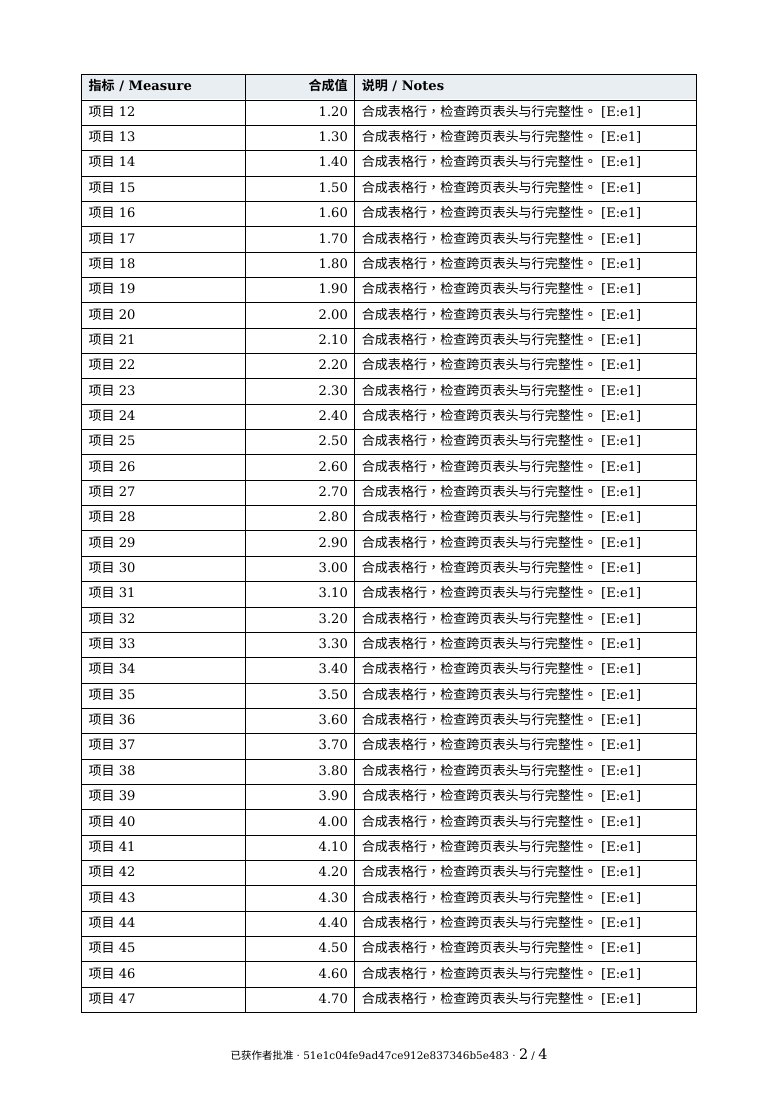 指标 / Measure 合成值 说明 / Notes
项目 12 1.20 合成表格行，检查跨页表头与行完整性。 [E:e1]
项目 13 1.30 合成表格行，检查跨页表头与行完整性。 [E:e1]
项目 14 1.40 合成表格行，检查跨页表头与行完整性。 [E:e1]
项目 15 1.50 合成表格行，检查跨页表头与行完整性。 [E:e1]
项目 16 1.60 合成表格行，检查跨页表头与行完整性。 [E:e1]
项目 17 1.70 合成表格行，检查跨页表头与行完整性。 [E:e1]
项目 18 1.80 合成表格行，检查跨页表头与行完整性。 [E:e1]
项目 19 1.90 合成表格行，检查跨页表头与行完整性。 [E:e1]
项目 20 2.00 合成表格行，检查跨页表头与行完整性。 [E:e1]
项目 21 2.10 合成表格行，检查跨页表头与行完整性。 [E:e1]
项目 22 2.20 合成表格行，检查跨页表头与行完整性。 [E:e1]
项目 23 2.30 合成表格行，检查跨页表头与行完整性。 [E:e1]
项目 24 2.40 合成表格行，检查跨页表头与行完整性。 [E:e1]
项目 25 2.50 合成表格行，检查跨页表头与行完整性。 [E:e1]
项目 26 2.60 合成表格行，检查跨页表头与行完整性。 [E:e1]
项目 27 2.70 合成表格行，检查跨页表头与行完整性。 [E:e1]
项目 28 2.80 合成表格行，检查跨页表头与行完整性。 [E:e1]
项目 29 2.90 合成表格行，检查跨页表头与行完整性。 [E:e1]
项目 30 3.00 合成表格行，检查跨页表头与行完整性。 [E:e1]
项目 31 3.10 合成表格行，检查跨页表头与行完整性。 [E:e1]
项目 32 3.20 合成表格行，检查跨页表头与行完整性。 [E:e1]
项目 33 3.30 合成表格行，检查跨页表头与行完整性。 [E:e1]
项目 34 3.40 合成表格行，检查跨页表头与行完整性。 [E:e1]
项目 35 3.50 合成表格行，检查跨页表头与行完整性。 [E:e1]
项目 36 3.60 合成表格行，检查跨页表头与行完整性。 [E:e1]
项目 37 3.70 合成表格行，检查跨页表头与行完整性。 [E:e1]
项目 38 3.80 合成表格行，检查跨页表头与行完整性。 [E:e1]
项目 39 3.90 合成表格行，检查跨页表头与行完整性。 [E:e1]
项目 40 4.00 合成表格行，检查跨页表头与行完整性。 [E:e1]
项目 41 4.10 合成表格行，检查跨页表头与行完整性。 [E:e1]
项目 42 4.20 合成表格行，检查跨页表头与行完整性。 [E:e1]
项目 43 4.30 合成表格行，检查跨页表头与行完整性。 [E:e1]
项目 44 4.40 合成表格行，检查跨页表头与行完整性。 [E:e1]
项目 45 4.50 合成表格行，检查跨页表头与行完整性。 [E:e1]
项目 46 4.60 合成表格行，检查跨页表头与行完整性。 [E:e1]
项目 47 4.70 合成表格行，检查跨页表头与行完整性。 [E:e1]
已获作者批准 · 51e1c04fe9ad47ce912e837346b5e483 · 2 / 4